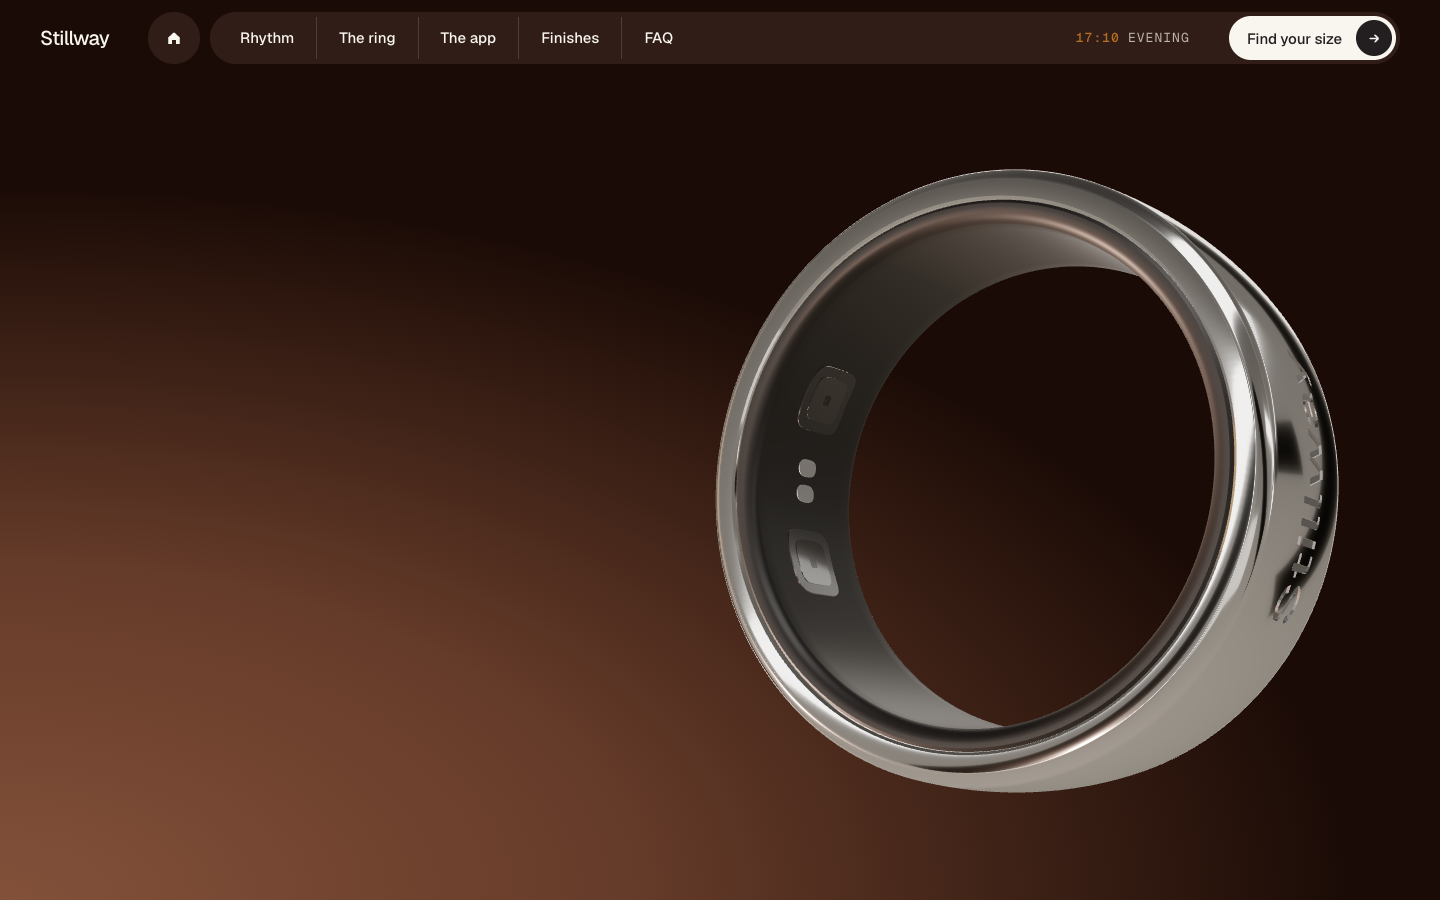 Stillway
Rhythm
The ring
The app
Finishes
FAQ
17:10 EVENING
Find your size
Stillway